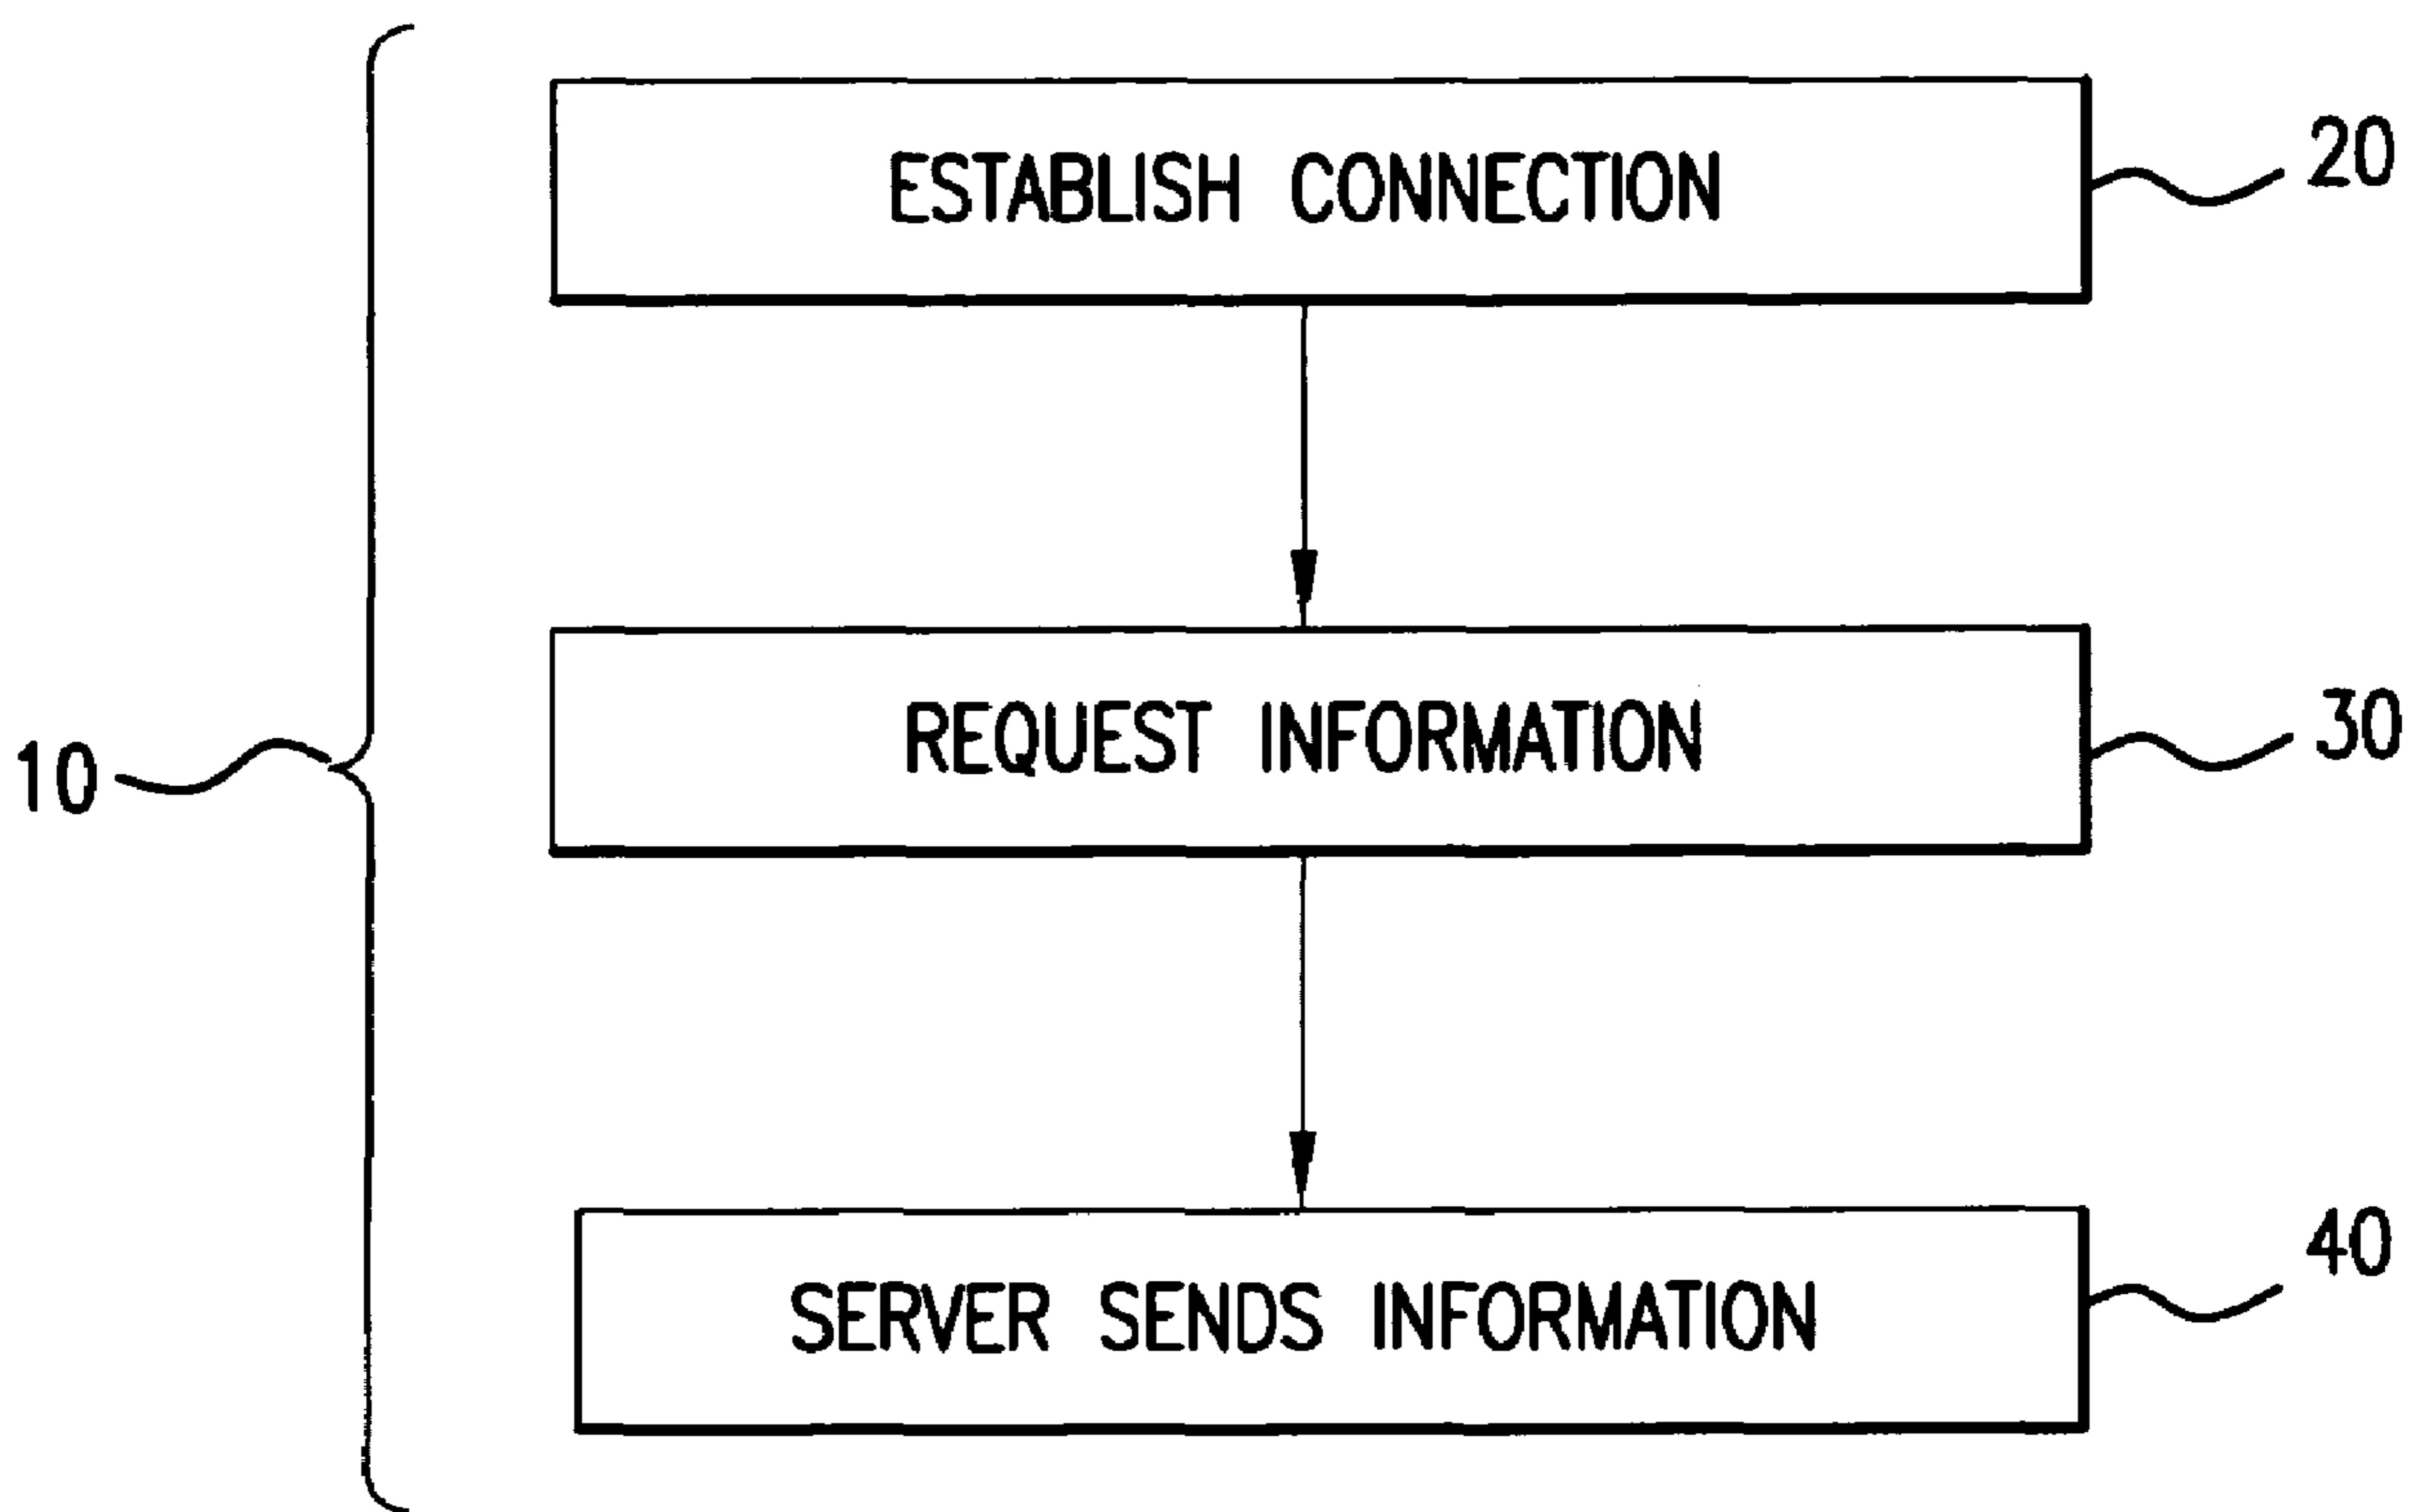 ESTABLISH CONNECTION
20
REQUEST INFORMATION
30
10
SERVER SENDS INFORMATION
40